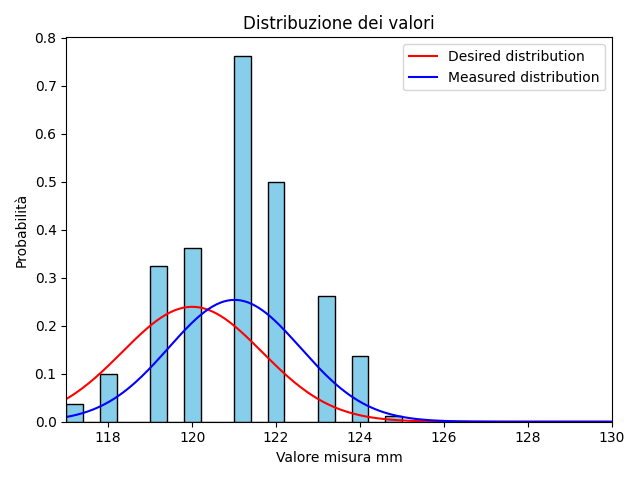 Distribuzione dei valori
Desired distribution
Measured distribution
Probabilità
0.8
0.7
0.6
0.5
0.4
0.3
0.2
0.1
0.0
118 120 122 124 126 128 130
Valore misura mm